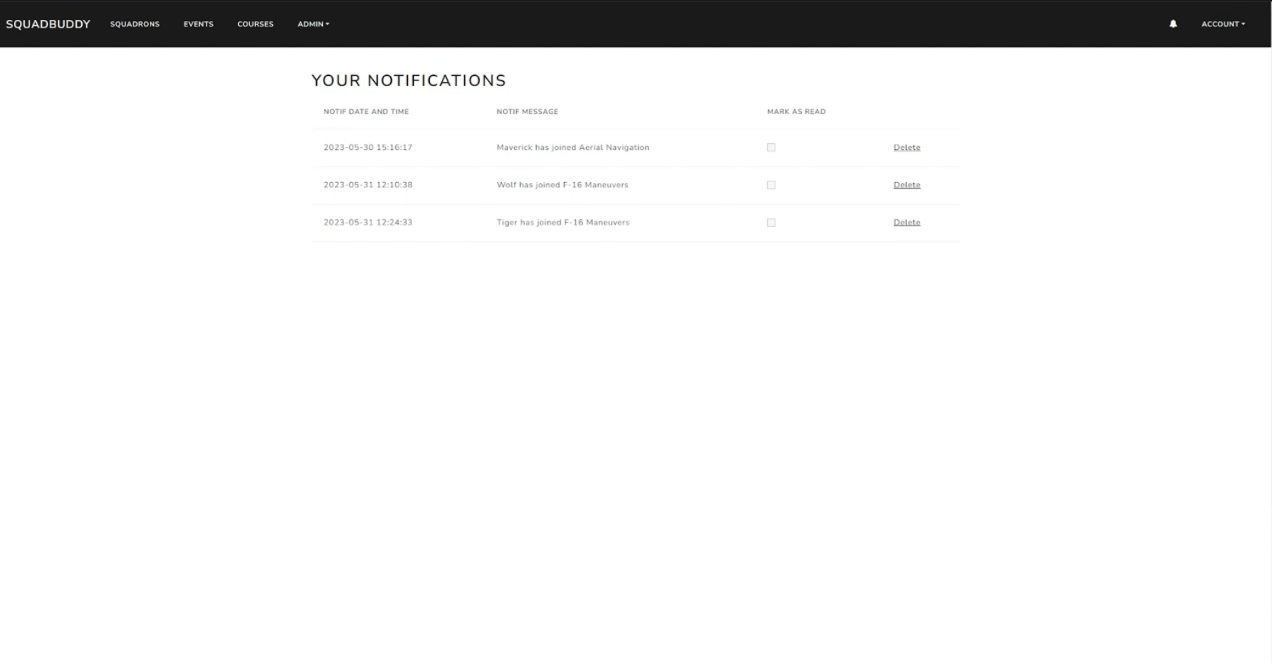 SQUADBUDDY SQUADRONS EVENTS COURSES ADMIN ACCOUNT
YOUR NOTIFICATIONS
NOTIF DATE AND TIME NOTIF MESSAGE MARK AS READ
2023-05-30 15:16:17 Maverick has joined Aerial Navigation Delete
2023-05-31 12:10:38 Wolf has joined F-16 Maneuvers Delete
2023-05-31 12:24:33 Tiger has joined F-16 Maneuvers Delete